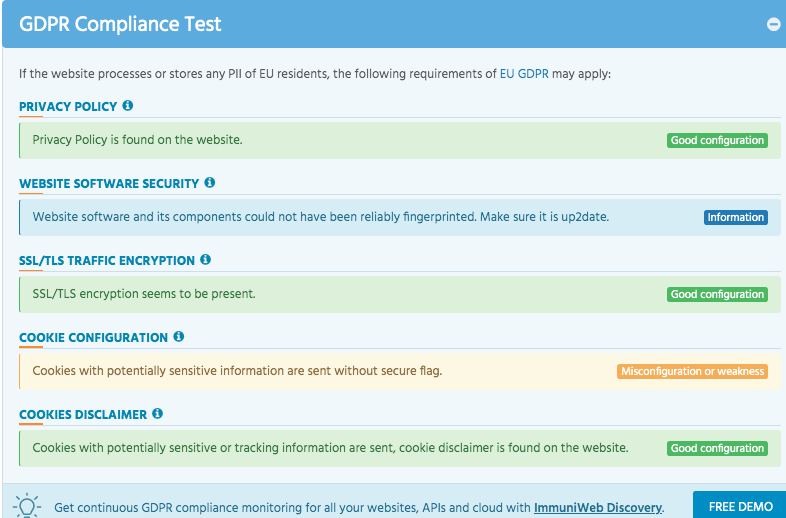 GDPR Compliance Test
If the website processes or stores any PII of EU residents, the following requirements of EU GDPR may apply:
PRIVACY POLICY
Privacy Policy is found on the website.
Good configuration
WEBSITE SOFTWARE SECURITY
Website software and its components could not have been reliably fingerprinted. Make sure it is up2date.
Information
SSL/TLS TRAFFIC ENCRYPTION
SSL/TLS encryption seems to be present.
Good configuration
COOKIE CONFIGURATION
Cookies with potentially sensitive information are sent without secure flag.
Misconfiguration or weakness
COOKIES DISCLAIMER
Cookies with potentially sensitive or tracking information are sent, cookie disclaimer is found on the website.
Good configuration
Get continuous GDPR compliance monitoring for all your websites, APIs and cloud with ImmuniWeb Discovery.
FREE DEMO